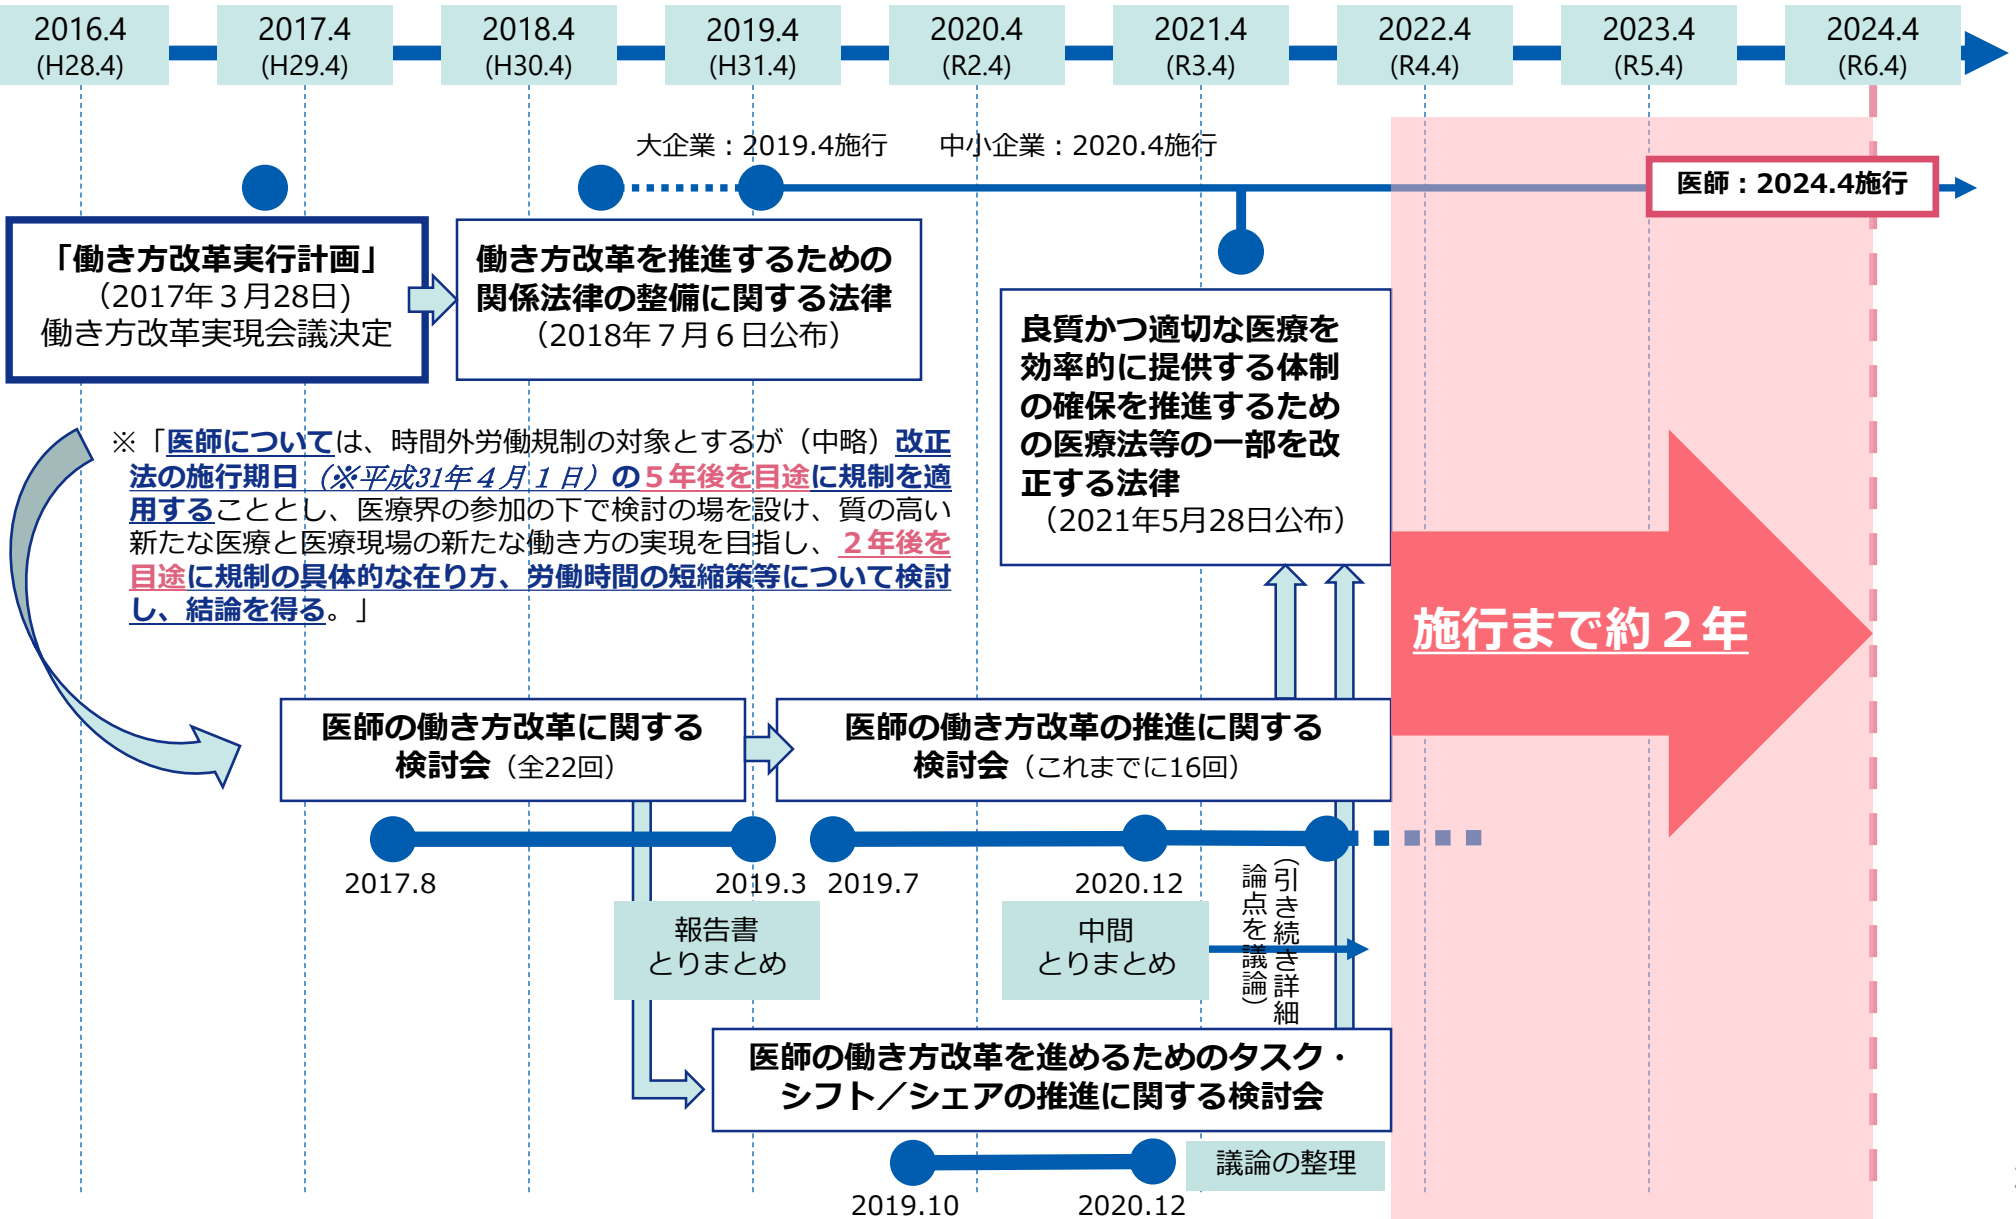 2016.4
(H28.4)
2017.4
(H29.4)
2018.4
(H30.4)
2019.4
(H31.4)
2020.4
(R2.4)
2021.4
(R3.4)
2022.4
(R4.4)
2023.4
(R5.4)
2024.4
(R6.4)
大企業：2019.4施行
中小企業：2020.4施行
医師：2024.4施行
「働き方改革実行計画」
（2017年３月28日)
働き方改革実現会議決定
働き方改革を推進するための
関係法律の整備に関する法律
（2018年７月６日公布）
良質かつ適切な医療を
効率的に提供する体制
の確保を推進するため
の医療法等の一部を改
正する法律
（2021年5月28日公布）
※「医師については、時間外労働規制の対象とするが（中略）改正
法の施行期日（※平成31年４月１日）の５年後を目途に規制を適
用することとし、医療界の参加の下で検討の場を設け、質の高い
新たな医療と医療現場の新たな働き方の実現を目指し、２年後を
目途に規制の具体的な在り方、労働時間の短縮策等について検討
し、結論を得る。」
施行まで約２年
医師の働き方改革に関する
検討会（全22回）
医師の働き方改革の推進に関する
検討会（これまでに16回）
2017.8
2019.3
2019.7
2020.12
報告書
とりまとめ
中間
とりまとめ
（引き続き詳細
論点を議論）
医師の働き方改革を進めるためのタスク・
シフト／シェアの推進に関する検討会
議論の整理
2019.10
2020.12